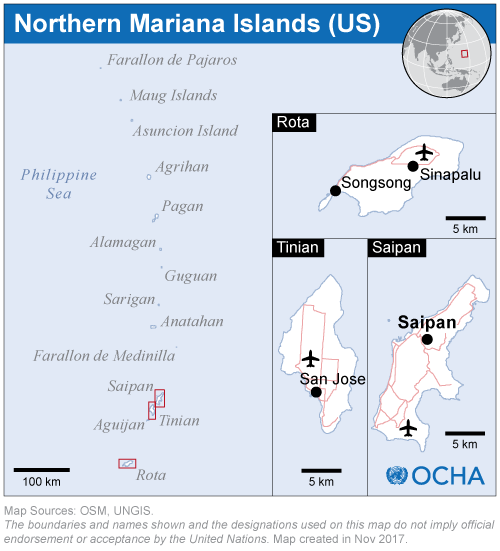 Northern Mariana Islands (US)
Farallon de Pajaros
Maug Islands
Asuncion Island
Agrihan
Philippine
Sea
Pagan
Alamagan
Guguan
Sarigan
Anatahan
Farallon de Medinilla
Saipan
Aguijan
Tinian
Rota
100 km
Rota
Songsong
Sinapalu
5 km
Tinian
San Jose
5 km
Saipan
Saipan
5 km
OCHA
Map Sources: OSM, UNGIS.
The boundaries and names shown and the designations used on this map do not imply official
endorsement or acceptance by the United Nations. Map created in Nov 2017.